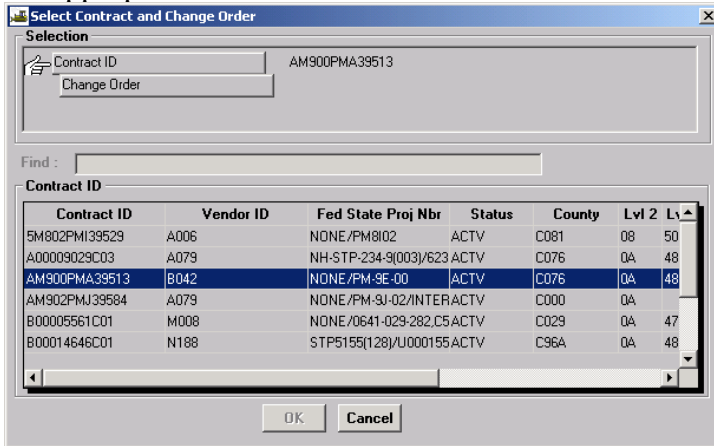 Select Contract and Change Order
Selection
Contract ID AM900PMA39513
Change Order
Find :
Contract ID
Contract ID Vendor ID Fed State Proj Nbr Status County Lvl 2
5M802PMI39529 A006 NONE/PM8I02 ACTV C081 08 50
A00009029C03 A079 NH-STP-234-9(003)/623 ACTV C076 0A 48
AM900PMA39513 B042 NONE/PM-9E-00 ACTV C076 0A 48
AM902PMJ39584 A079 NONE/PM-9J-02/INTER ACTV C000 0A
B00005561C01 M008 NONE/0641-029-282,C5 ACTV C029 0A 47
B00014646C01 N188 STP5155(128)/U000155 ACTV C96A 0A 48
OK Cancel